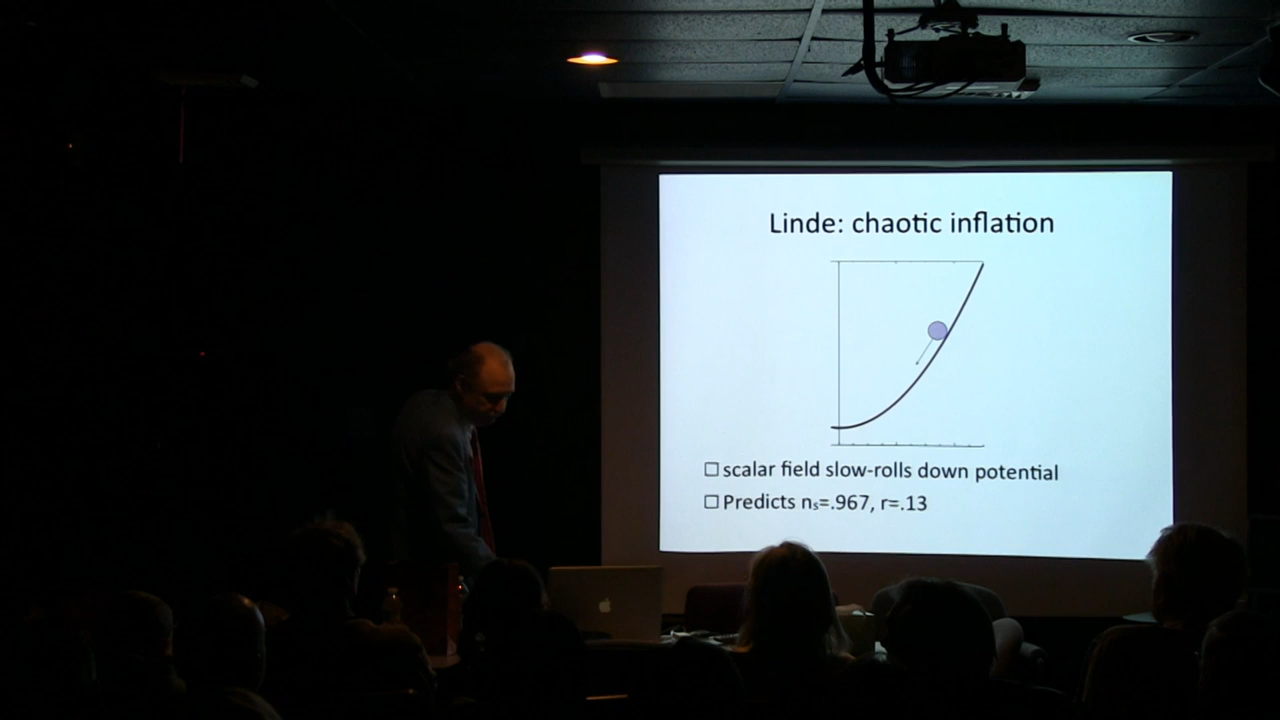 Linde: chaotic inflation
☐ scalar field slow-rolls down potential
☐ Predicts nₛ=.967, r=.13